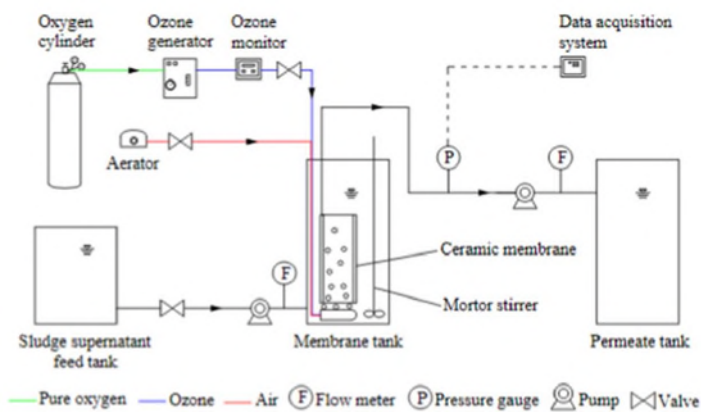 Oxygen
cylinder
Ozone
generator
Ozone
monitor
Data acquisition
system
Aerator
P
F
Ceramic membrane
Mortor stirrer
F
Sludge supernatant
feed tank
Membrane tank
Permeate tank
Pure oxygen Ozone Air F Flow meter P Pressure gauge Pump Valve